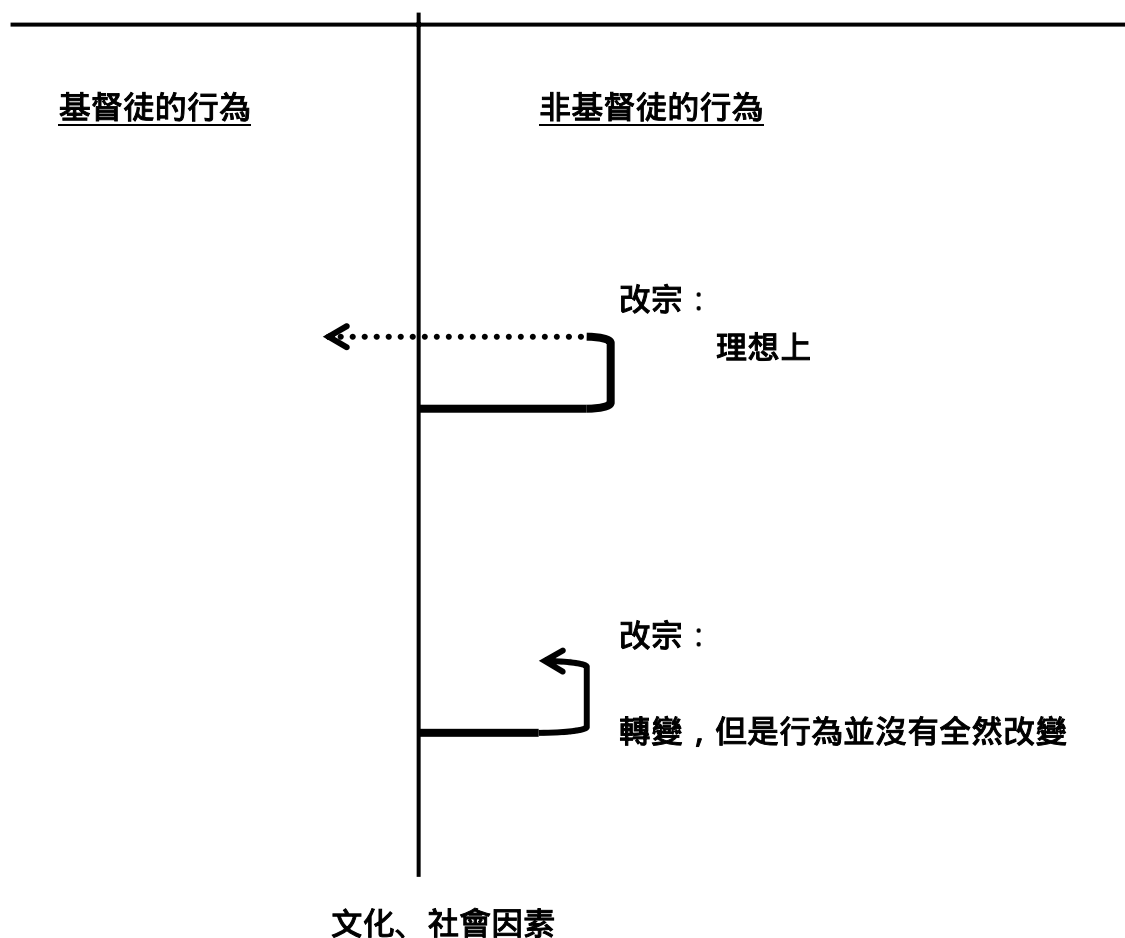 基督徒的行為
非基督徒的行為
改宗：
理想上
改宗：
轉變，但是行為並沒有全然改變
文化、社會因素